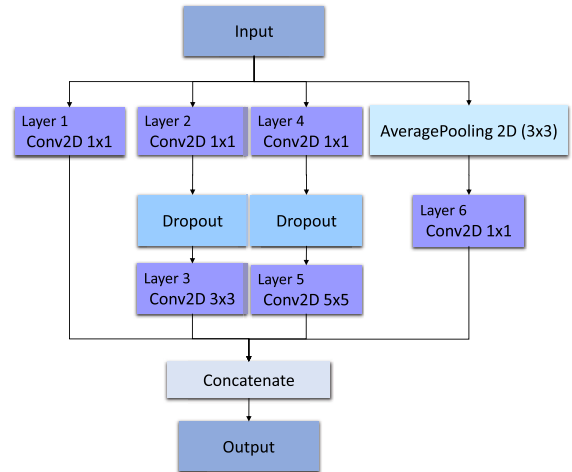 Input
Layer 1
Conv2D 1x1
Layer 2
Conv2D 1x1
Layer 4
Conv2D 1x1
AveragePooling 2D (3x3)
Dropout
Dropout
Layer 6
Conv2D 1x1
Layer 3
Conv2D 3x3
Layer 5
Conv2D 5x5
Concatenate
Output